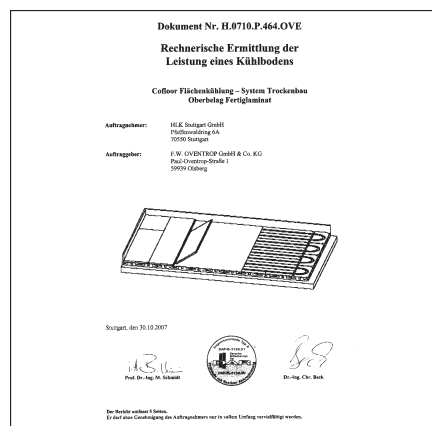 Dokument Nr. H.0710.P.464.OVE
Rechnerische Ermittlung der
Leistung eines Kühlbodens
Cofloor Flächenkühlung – System Trockenbau
Oberbelag Fertiglaminat
Auftragnehmer: HLK Stuttgart GmbH
Pfaffenwaldring 6A
70550 Stuttgart
Auftraggeber: F.W. OVENTROP GmbH & Co. KG
Paul-Oventrop-Straße 1
59939 Olsberg
Stuttgart, den 30.10.2007
Prof. Dr.-Ing. M. Schmidt
Dr.-Ing. Chr. Beck
Der Bericht umfasst 5 Seiten.
Er darf ohne Genehmigung des Auftragnehmers nur in vollem Umfang vervielfältigt werden.